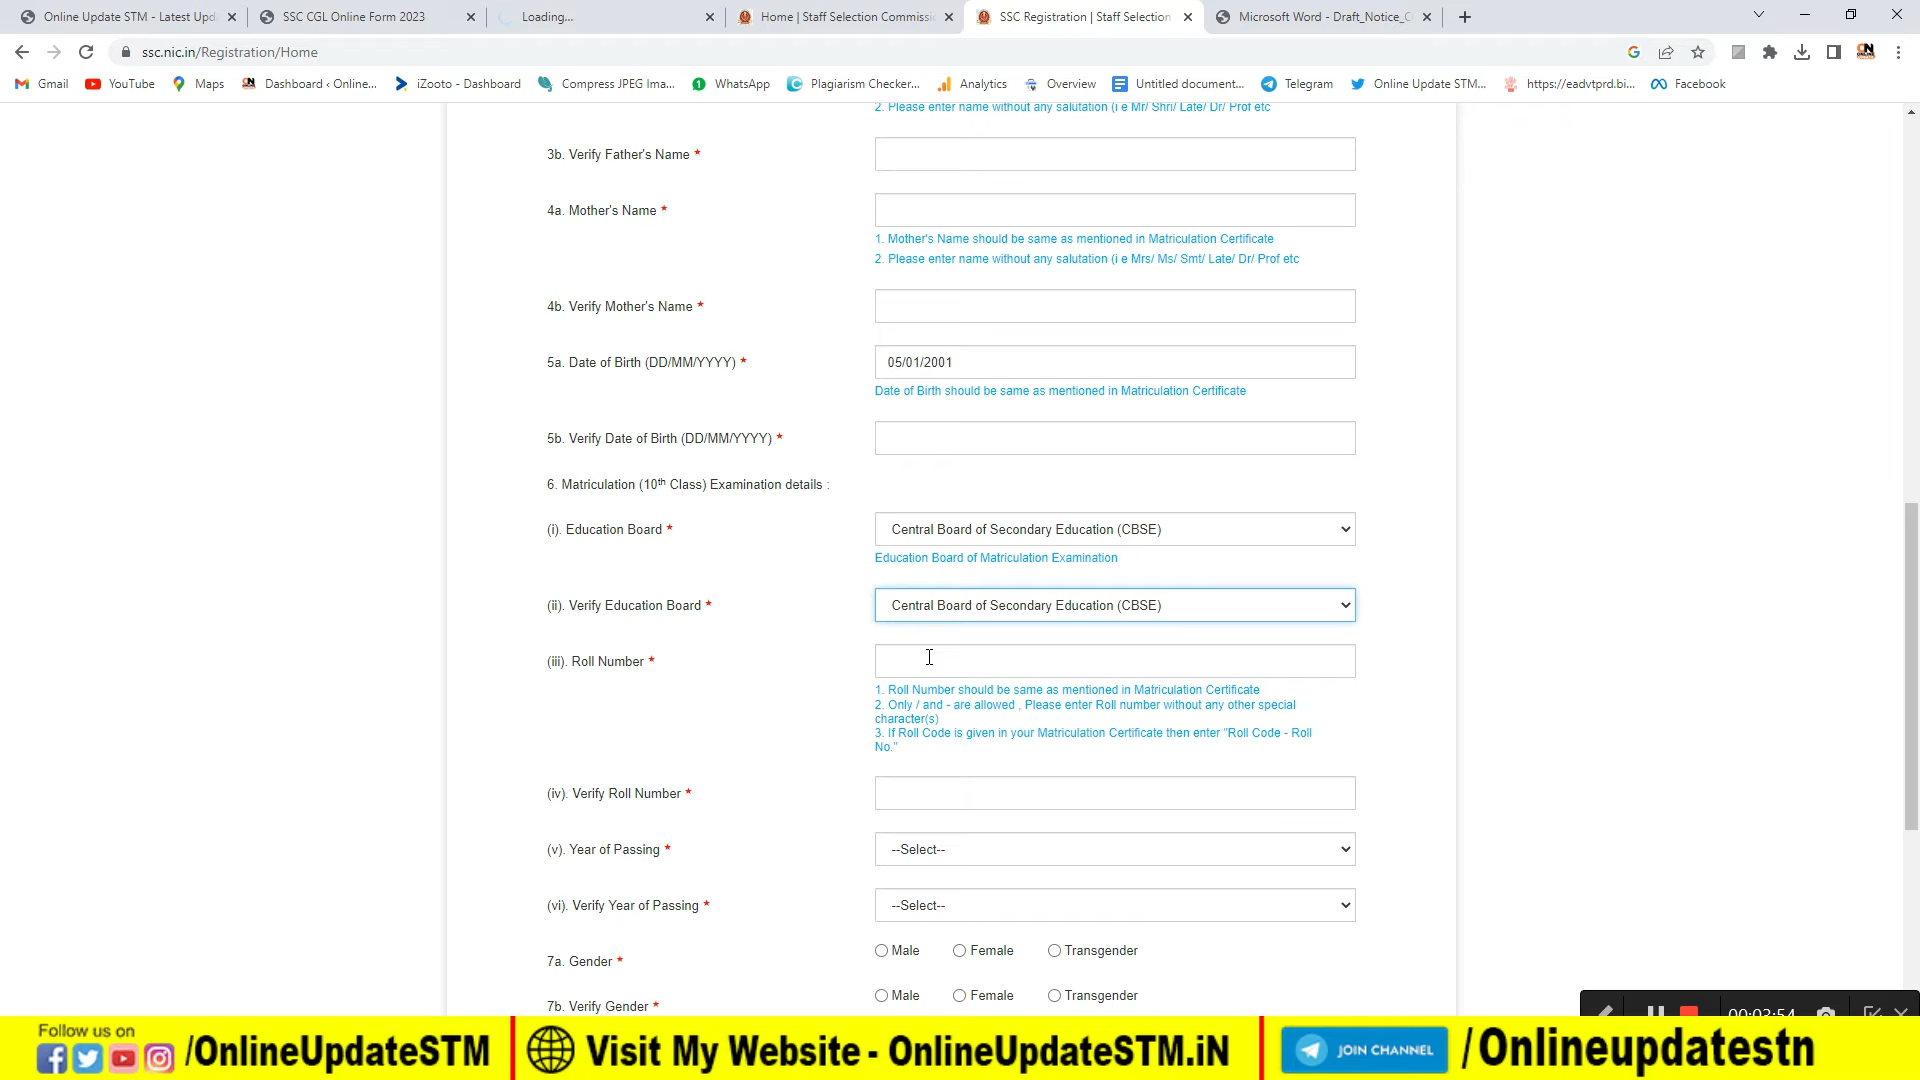 Online Update STM - Latest Upd
SSC CGL Online Form 2023
Loading...
Home | Staff Selection Commissi
SSC Registration | Staff Selection
Microsoft Word - Draft_Notice_C
ssc.nic.in/Registration/Home
Gmail
YouTube
Maps
Dashboard ‹ Online...
iZooto - Dashboard
Compress JPEG Ima...
WhatsApp
Plagiarism Checker...
Analytics
Overview
Untitled document...
Telegram
Online Update STM...
https://eadvtprd.bi...
Facebook
2. Please enter name without any salutation (i e Mr/ Shri/ Late/ Dr/ Prof etc
3b. Verify Father's Name *
4a. Mother's Name *
1. Mother's Name should be same as mentioned in Matriculation Certificate
2. Please enter name without any salutation (i e Mrs/ Ms/ Smt/ Late/ Dr/ Prof etc
4b. Verify Mother's Name *
5a. Date of Birth (DD/MM/YYYY) *
05/01/2001
Date of Birth should be same as mentioned in Matriculation Certificate
5b. Verify Date of Birth (DD/MM/YYYY) *
6. Matriculation (10th Class) Examination details :
(i). Education Board *
Central Board of Secondary Education (CBSE)
Education Board of Matriculation Examination
(ii). Verify Education Board *
Central Board of Secondary Education (CBSE)
(iii). Roll Number *
1. Roll Number should be same as mentioned in Matriculation Certificate
2. Only / and - are allowed , Please enter Roll number without any other special
character(s)
3. If Roll Code is given in your Matriculation Certificate then enter "Roll Code - Roll
No."
(iv). Verify Roll Number *
(v). Year of Passing *
--Select--
(vi). Verify Year of Passing *
--Select--
7a. Gender *
Male
Female
Transgender
7b. Verify Gender *
Male
Female
Transgender
00:03:54
Follow us on
/OnlineUpdateSTM
Visit My Website - OnlineUpdateSTM.iN
JOIN CHANNEL
/Onlineupdatestn